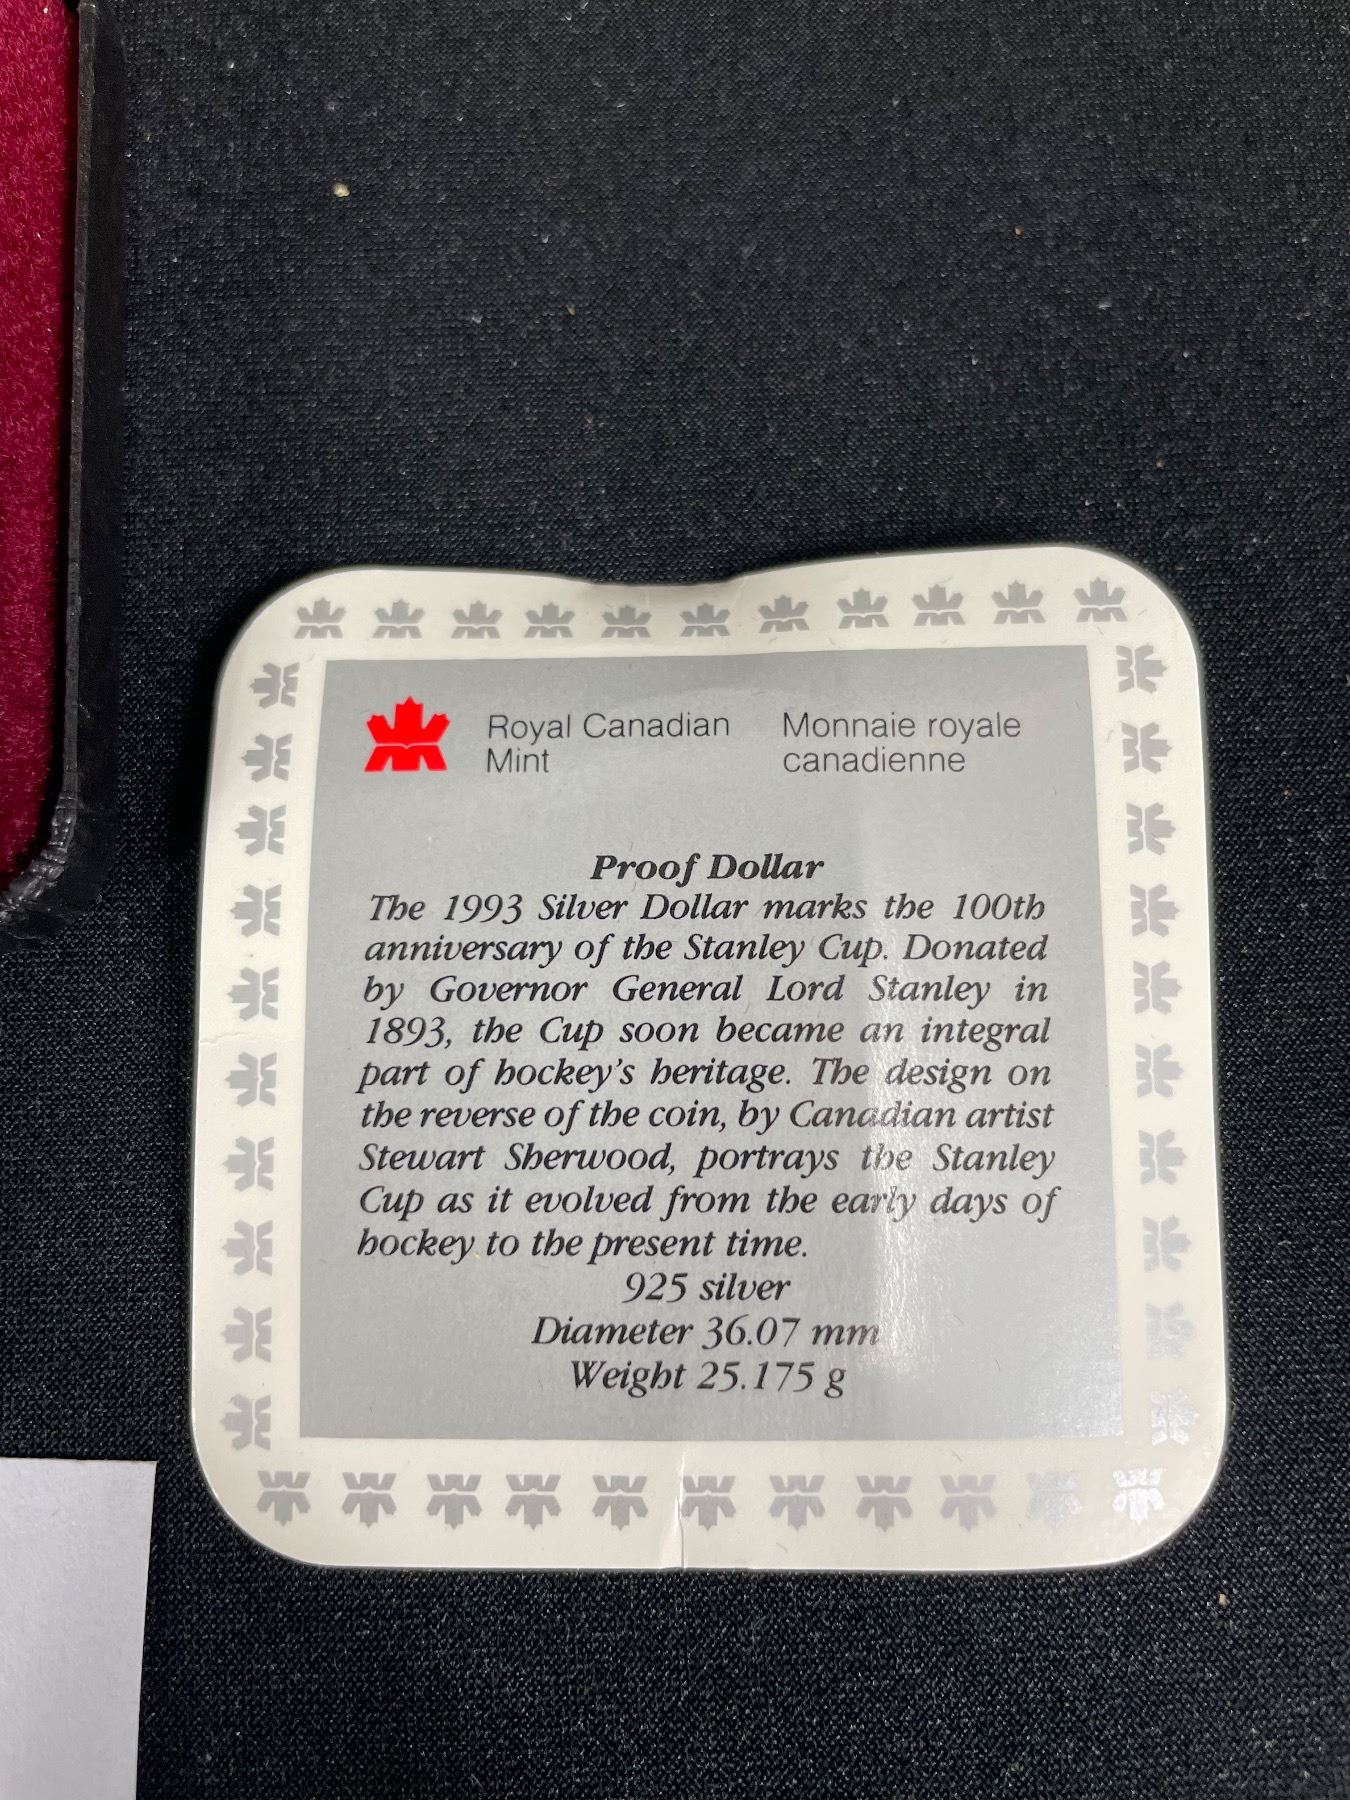 Royal Canadian Mint
Monnaie royale canadienne
Proof Dollar
The 1993 Silver Dollar marks the 100th
anniversary of the Stanley Cup. Donated
by Governor General Lord Stanley in
1893, the Cup soon became an integral
part of hockey's heritage. The design on
the reverse of the coin, by Canadian artist
Stewart Sherwood, portrays the Stanley
Cup as it evolved from the early days of
hockey to the present time.
925 silver
Diameter 36.07 mm
Weight 25.175 g